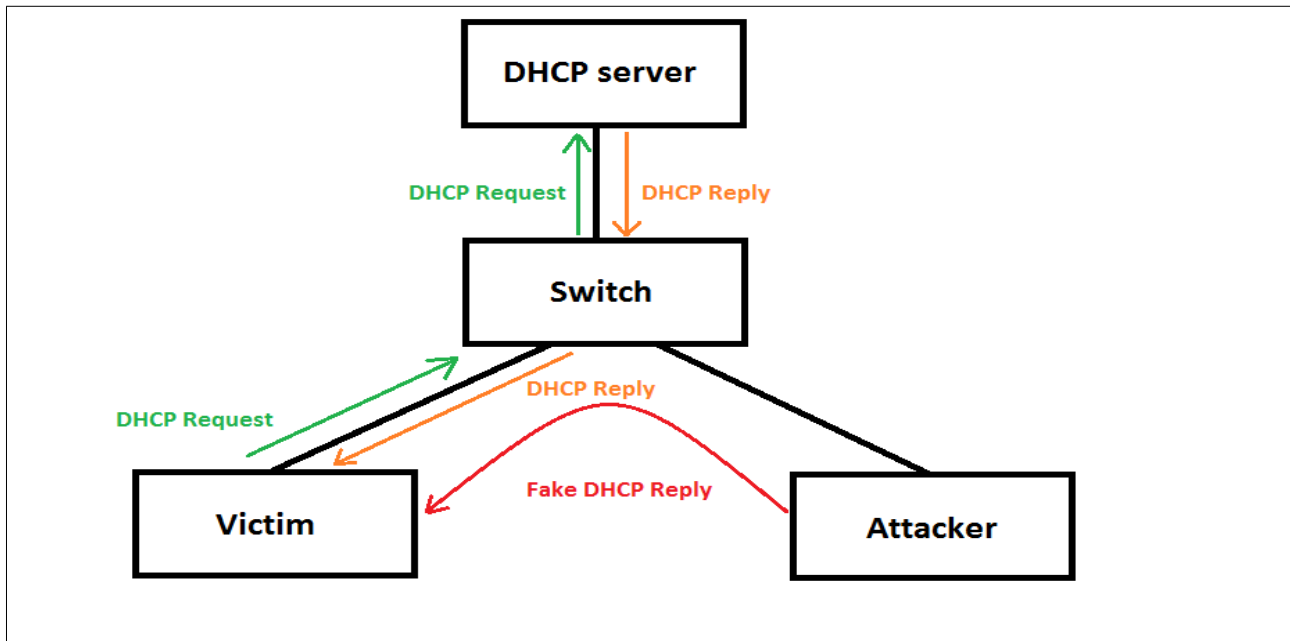 DHCP server
DHCP Request
DHCP Reply
Switch
DHCP Reply
DHCP Request
Fake DHCP Reply
Victim
Attacker